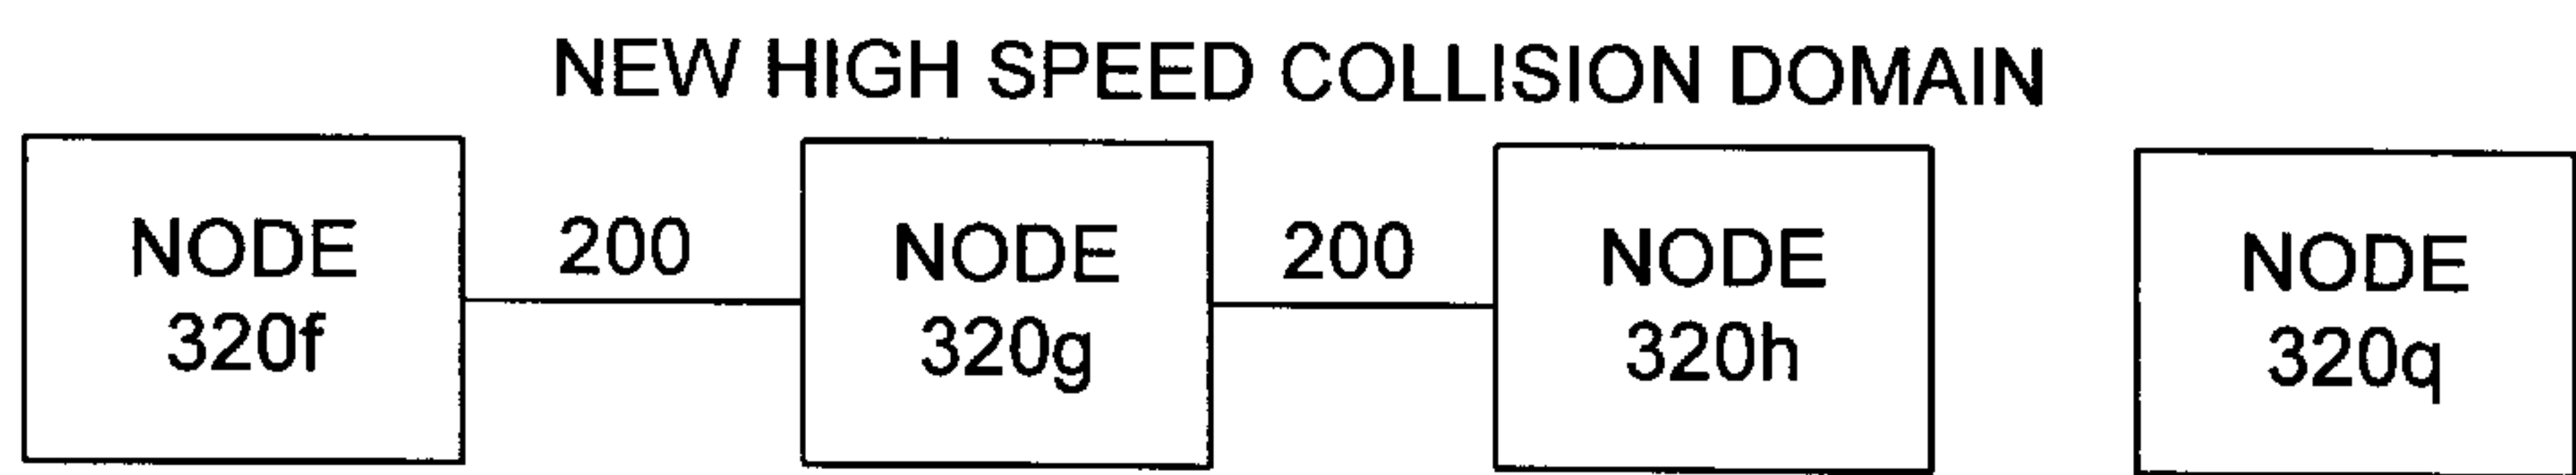 NEW HIGH SPEED COLLISION DOMAIN
NODE
320f
200
NODE
320g
200
NODE
320h
NODE
320q